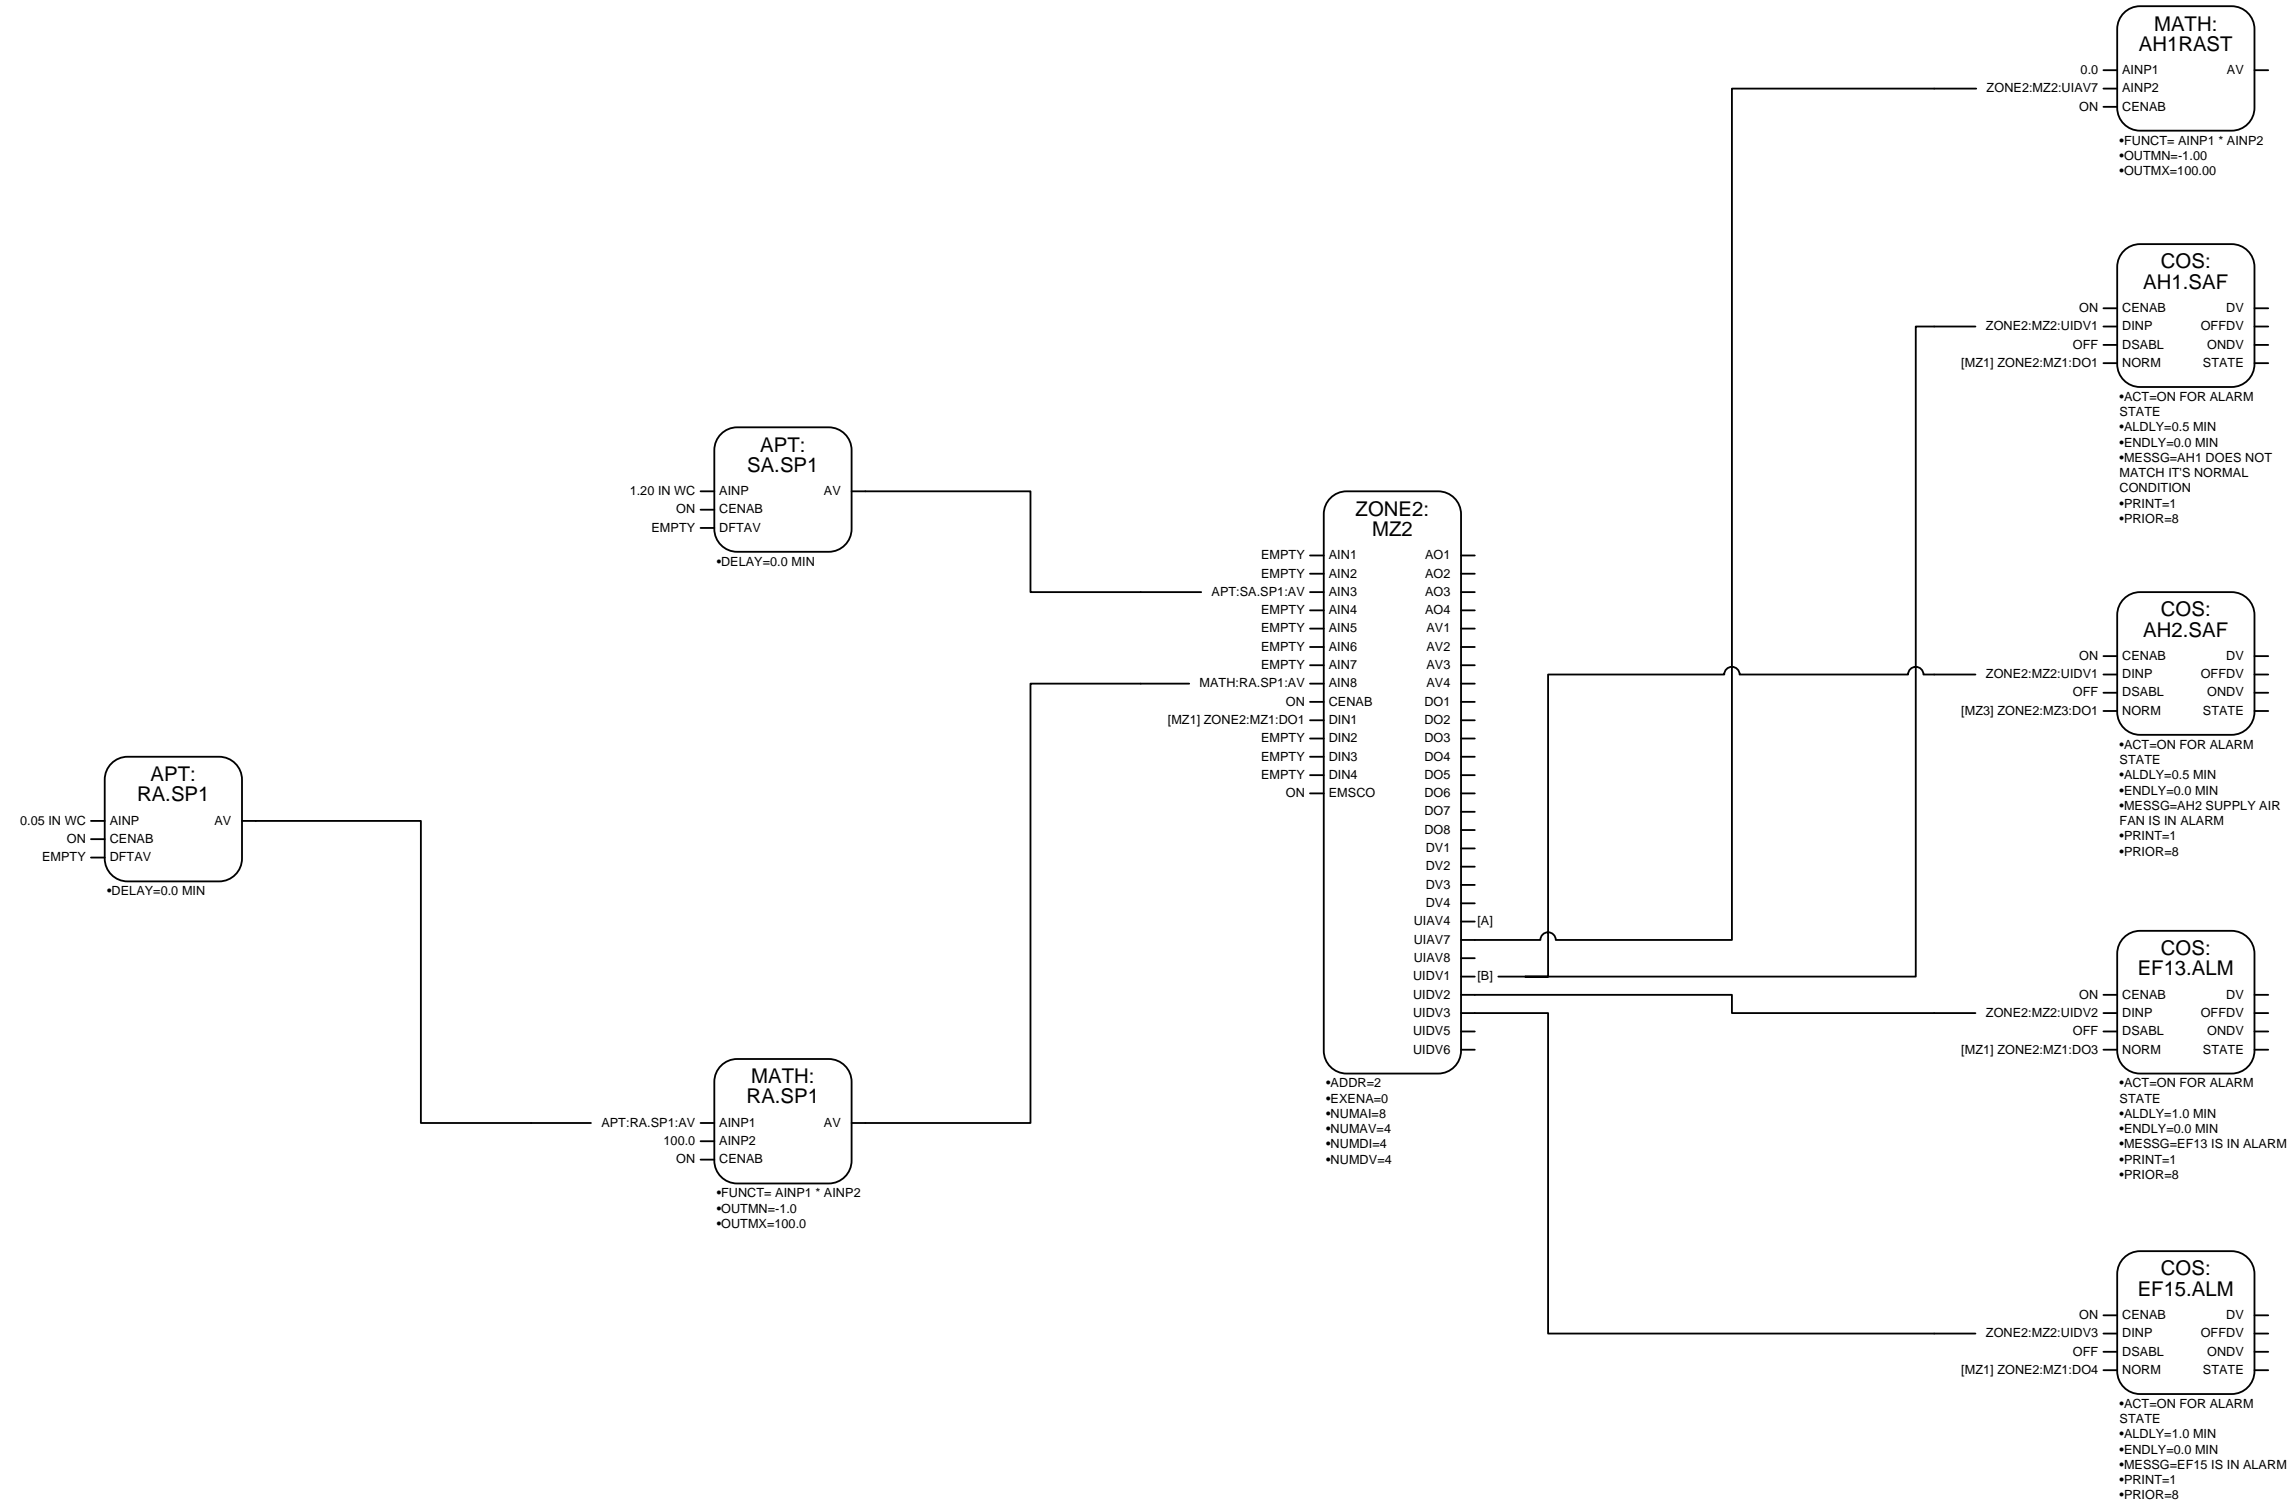 MATH:
AH1RAST
0.0 AINP1 AV
ZONE2:MZ2:UIAV7 AINP2
ON CENAB
•FUNCT= AINP1 * AINP2
•OUTMN=-1.00
•OUTMX=100.00
COS:
AH1.SAF
ON CENAB DV
ZONE2:MZ2:UIDV1 DINP OFFDV
OFF DSABL ONDV
[MZ1] ZONE2:MZ1:DO1 NORM STATE
•ACT=ON FOR ALARM
STATE
•ALDLY=0.5 MIN
•ENDLY=0.0 MIN
•MESSG=AH1 DOES NOT
MATCH IT'S NORMAL
CONDITION
•PRINT=1
•PRIOR=8
APT:
SA.SP1
1.20 IN WC AINP AV
ON CENAB
EMPTY DFTAV
•DELAY=0.0 MIN
ZONE2:
MZ2
EMPTY AIN1 AO1
EMPTY AIN2 AO2
APT:SA.SP1:AV AIN3 AO3
EMPTY AIN4 AO4
EMPTY AIN5 AV1
EMPTY AIN6 AV2
EMPTY AIN7 AV3
MATH:RA.SP1:AV AIN8 AV4
ON CENAB DO1
[MZ1] ZONE2:MZ1:DO1 DIN1 DO2
EMPTY DIN2 DO3
EMPTY DIN3 DO4
EMPTY DIN4 DO5
ON EMSCO DO6
DO7
DO8
DV1
DV2
DV3
DV4
UIAV4 [A]
UIAV7
UIAV8
UIDV1 [B]
UIDV2
UIDV3
UIDV5
UIDV6
•ADDR=2
•EXENA=0
•NUMAI=8
•NUMAV=4
•NUMDI=4
•NUMDV=4
COS:
AH2.SAF
ON CENAB DV
ZONE2:MZ2:UIDV1 DINP OFFDV
OFF DSABL ONDV
[MZ3] ZONE2:MZ3:DO1 NORM STATE
•ACT=ON FOR ALARM
STATE
•ALDLY=0.5 MIN
•ENDLY=0.0 MIN
•MESSG=AH2 SUPPLY AIR
FAN IS IN ALARM
•PRINT=1
•PRIOR=8
APT:
RA.SP1
0.05 IN WC AINP AV
ON CENAB
EMPTY DFTAV
•DELAY=0.0 MIN
MATH:
RA.SP1
APT:RA.SP1:AV AINP1 AV
100.0 AINP2
ON CENAB
•FUNCT= AINP1 * AINP2
•OUTMN=-1.0
•OUTMX=100.0
COS:
EF13.ALM
ON CENAB DV
ZONE2:MZ2:UIDV2 DINP OFFDV
OFF DSABL ONDV
[MZ1] ZONE2:MZ1:DO3 NORM STATE
•ACT=ON FOR ALARM
STATE
•ALDLY=1.0 MIN
•ENDLY=0.0 MIN
•MESSG=EF13 IS IN ALARM
•PRINT=1
•PRIOR=8
COS:
EF15.ALM
ON CENAB DV
ZONE2:MZ2:UIDV3 DINP OFFDV
OFF DSABL ONDV
[MZ1] ZONE2:MZ1:DO4 NORM STATE
•ACT=ON FOR ALARM
STATE
•ALDLY=1.0 MIN
•ENDLY=0.0 MIN
•MESSG=EF15 IS IN ALARM
•PRINT=1
•PRIOR=8